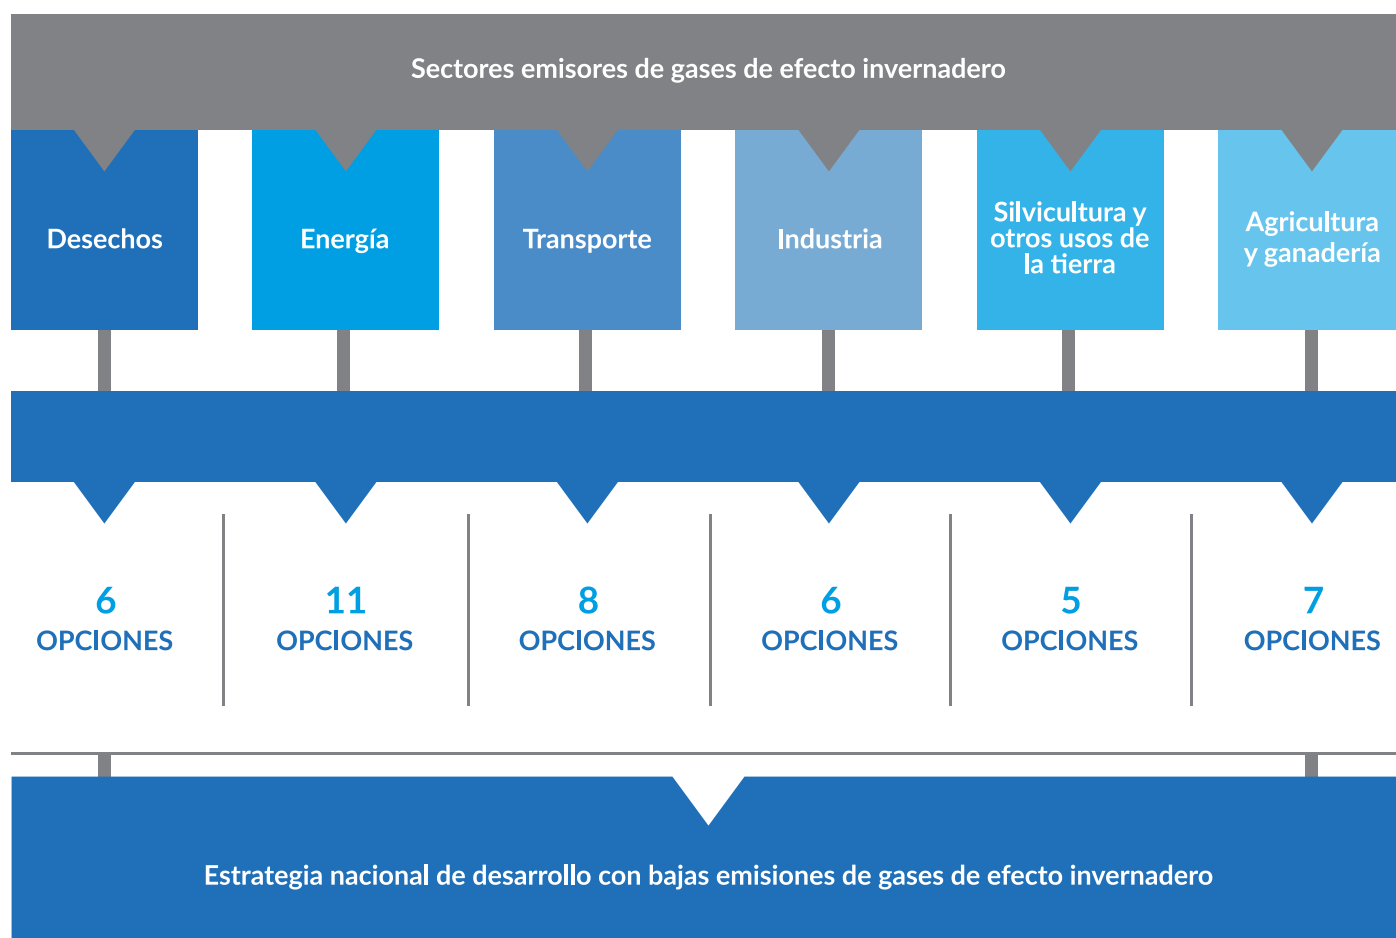 Sectores emisores de gases de efecto invernadero
Desechos
Energía
Transporte
Industria
Silvicultura y
otros usos de
la tierra
Agricultura
y ganadería
6
OPCIONES
11
OPCIONES
8
OPCIONES
6
OPCIONES
5
OPCIONES
7
OPCIONES
Estrategia nacional de desarrollo con bajas emisiones de gases de efecto invernadero